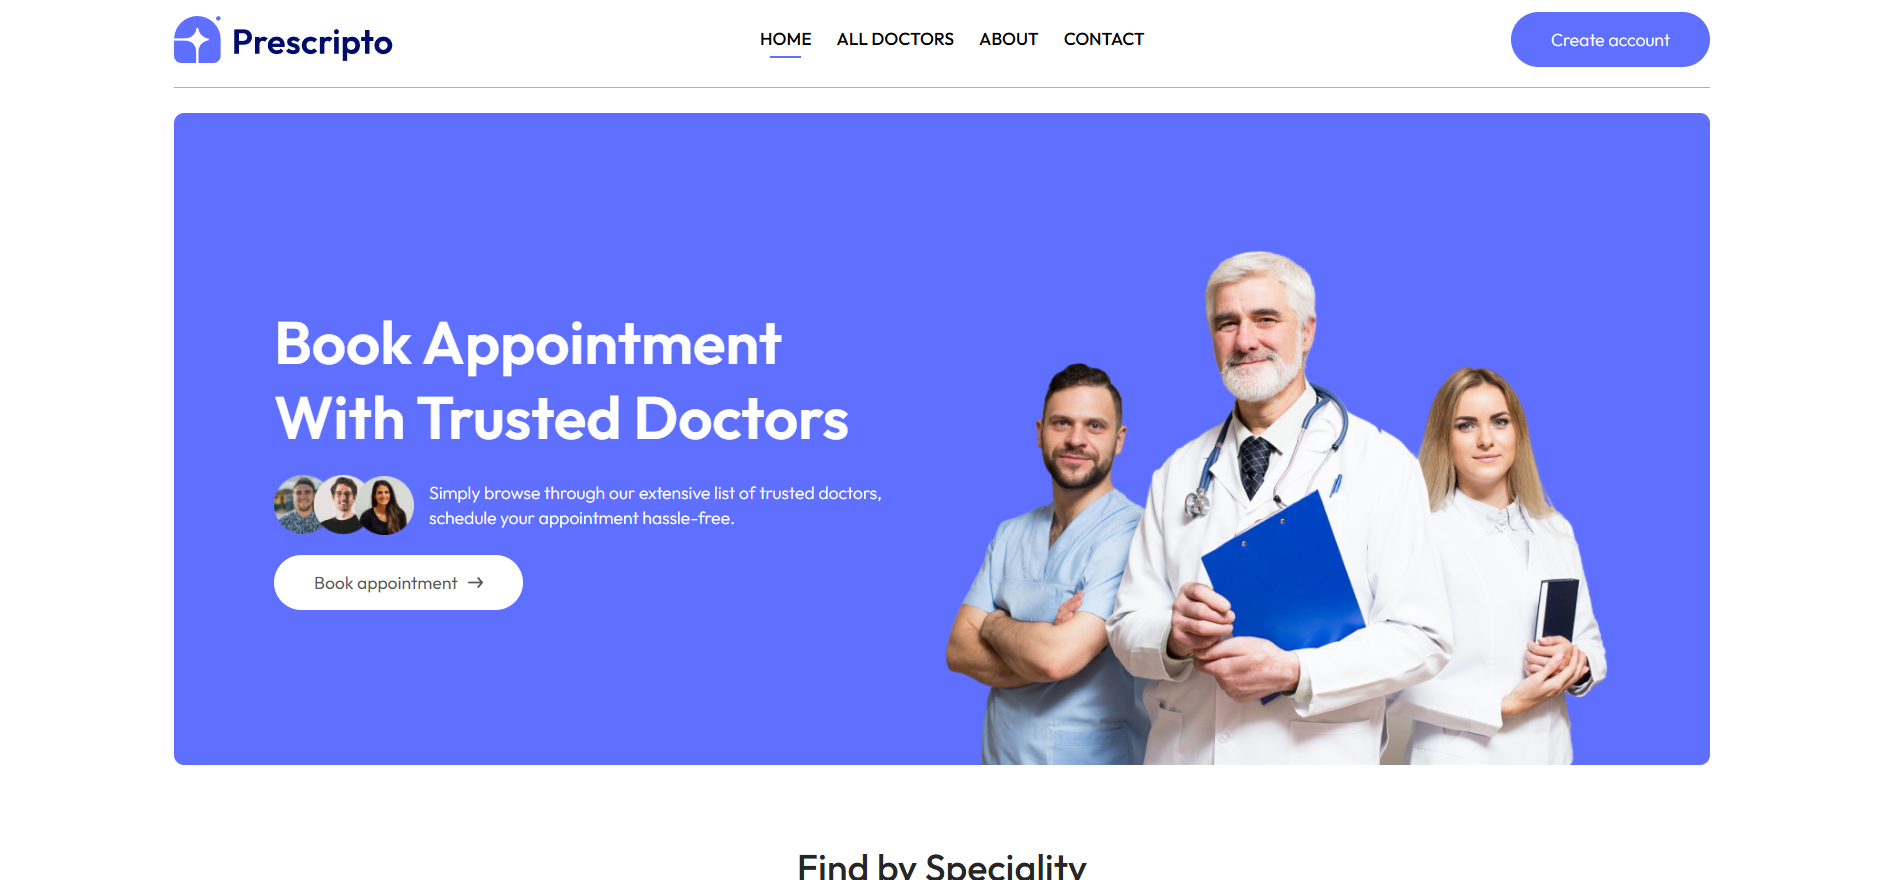 Prescripto
HOME
ALL DOCTORS
ABOUT
CONTACT
Create account
Book Appointment
With Trusted Doctors
Simply browse through our extensive list of trusted doctors,
schedule your appointment hassle-free.
Book appointment →
Find by Speciality